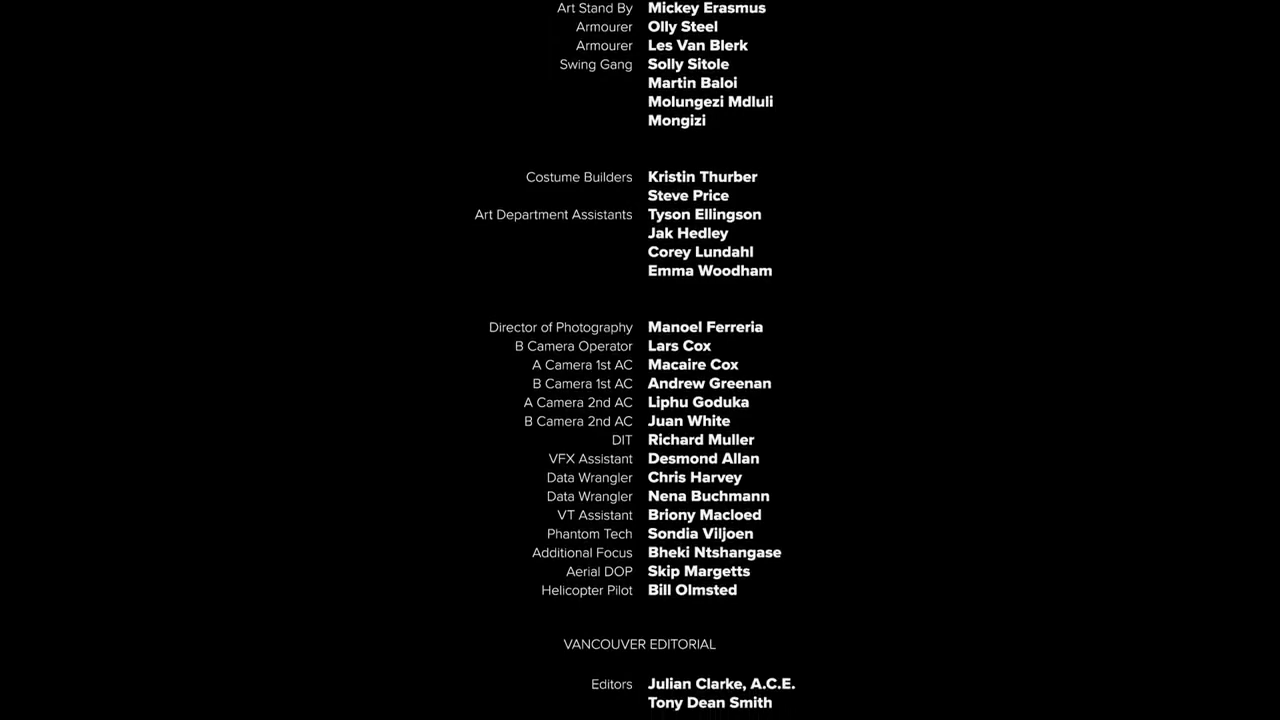 Art Stand By Mickey Erasmus
Armourer Olly Steel
Armourer Les Van Blerk
Swing Gang Solly Sitole
Martin Baloi
Molungezi Mdluli
Mongizi
Costume Builders Kristin Thurber
Steve Price
Art Department Assistants Tyson Ellingson
Jak Hedley
Corey Lundahl
Emma Woodham
Director of Photography Manoel Ferreria
B Camera Operator Lars Cox
A Camera 1st AC Macaire Cox
B Camera 1st AC Andrew Greenan
A Camera 2nd AC Liphu Goduka
B Camera 2nd AC Juan White
DIT Richard Muller
VFX Assistant Desmond Allan
Data Wrangler Chris Harvey
Data Wrangler Nena Buchmann
VT Assistant Briony Macloed
Phantom Tech Sondia Viljoen
Additional Focus Bheki Ntshangase
Aerial DOP Skip Margetts
Helicopter Pilot Bill Olmsted
VANCOUVER EDITORIAL
Editors Julian Clarke, A.C.E.
Tony Dean Smith